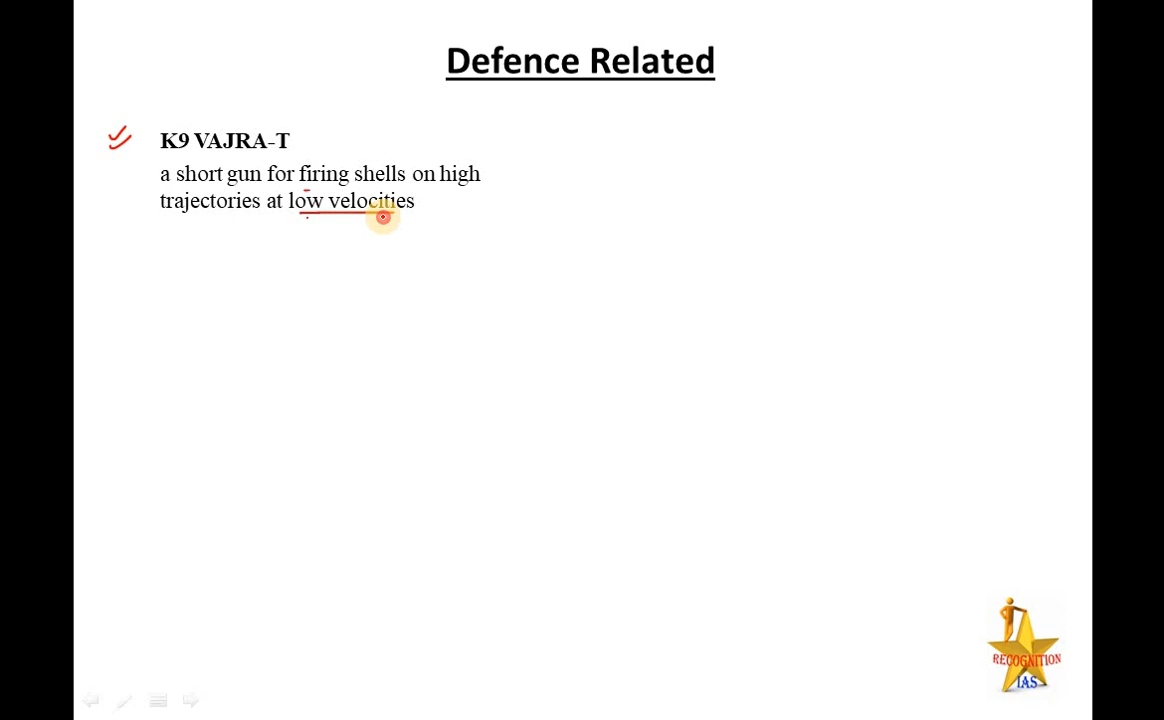 Defence Related
K9 VAJRA-T
a short gun for firing shells on high
trajectories at low velocities
RECOGNITION
IAS